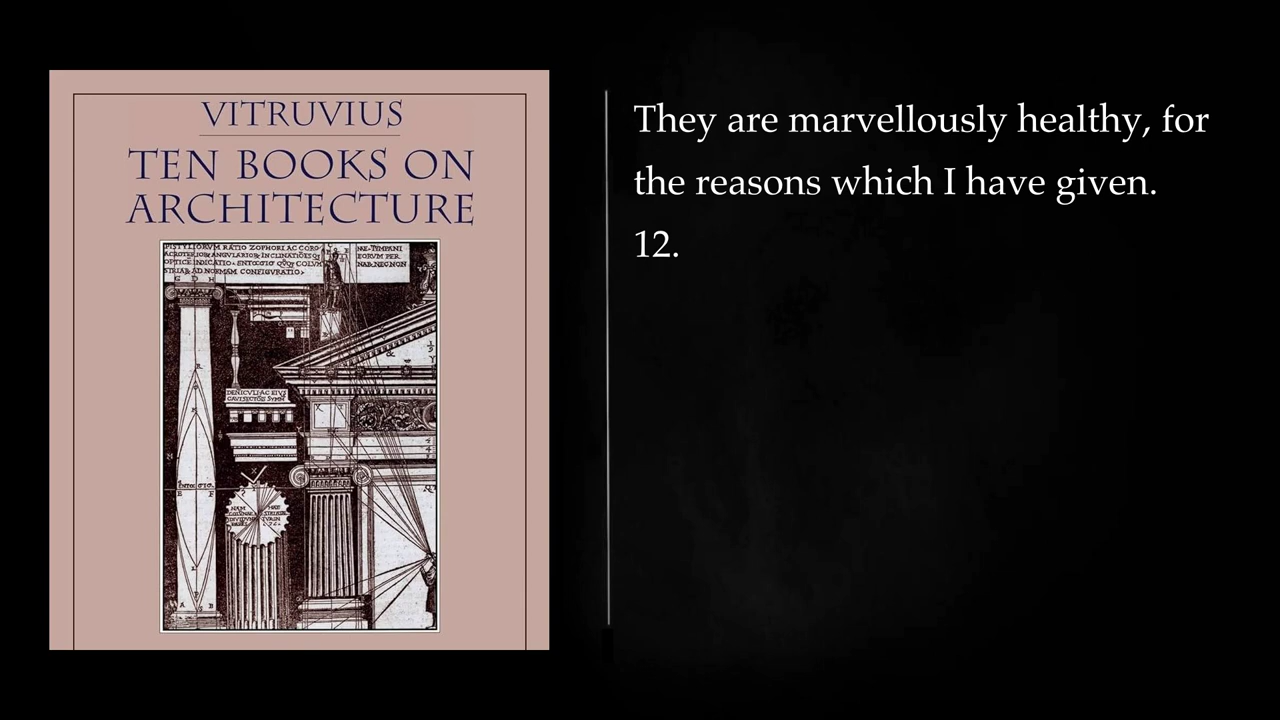 VITRUVIUS
TEN BOOKS ON
ARCHITECTURE
They are marvellously healthy, for
the reasons which I have given.
12.